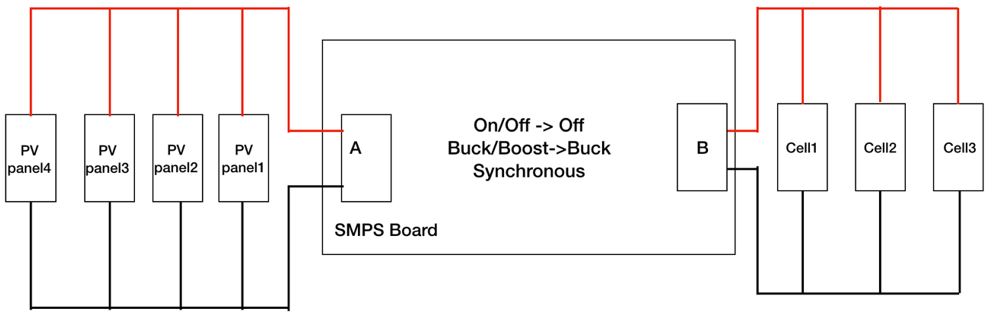 PV
panel4
PV
panel3
PV
panel2
PV
panel1
A
On/Off -> Off
Buck/Boost->Buck
Synchronous
SMPS Board
B
Cell1
Cell2
Cell3